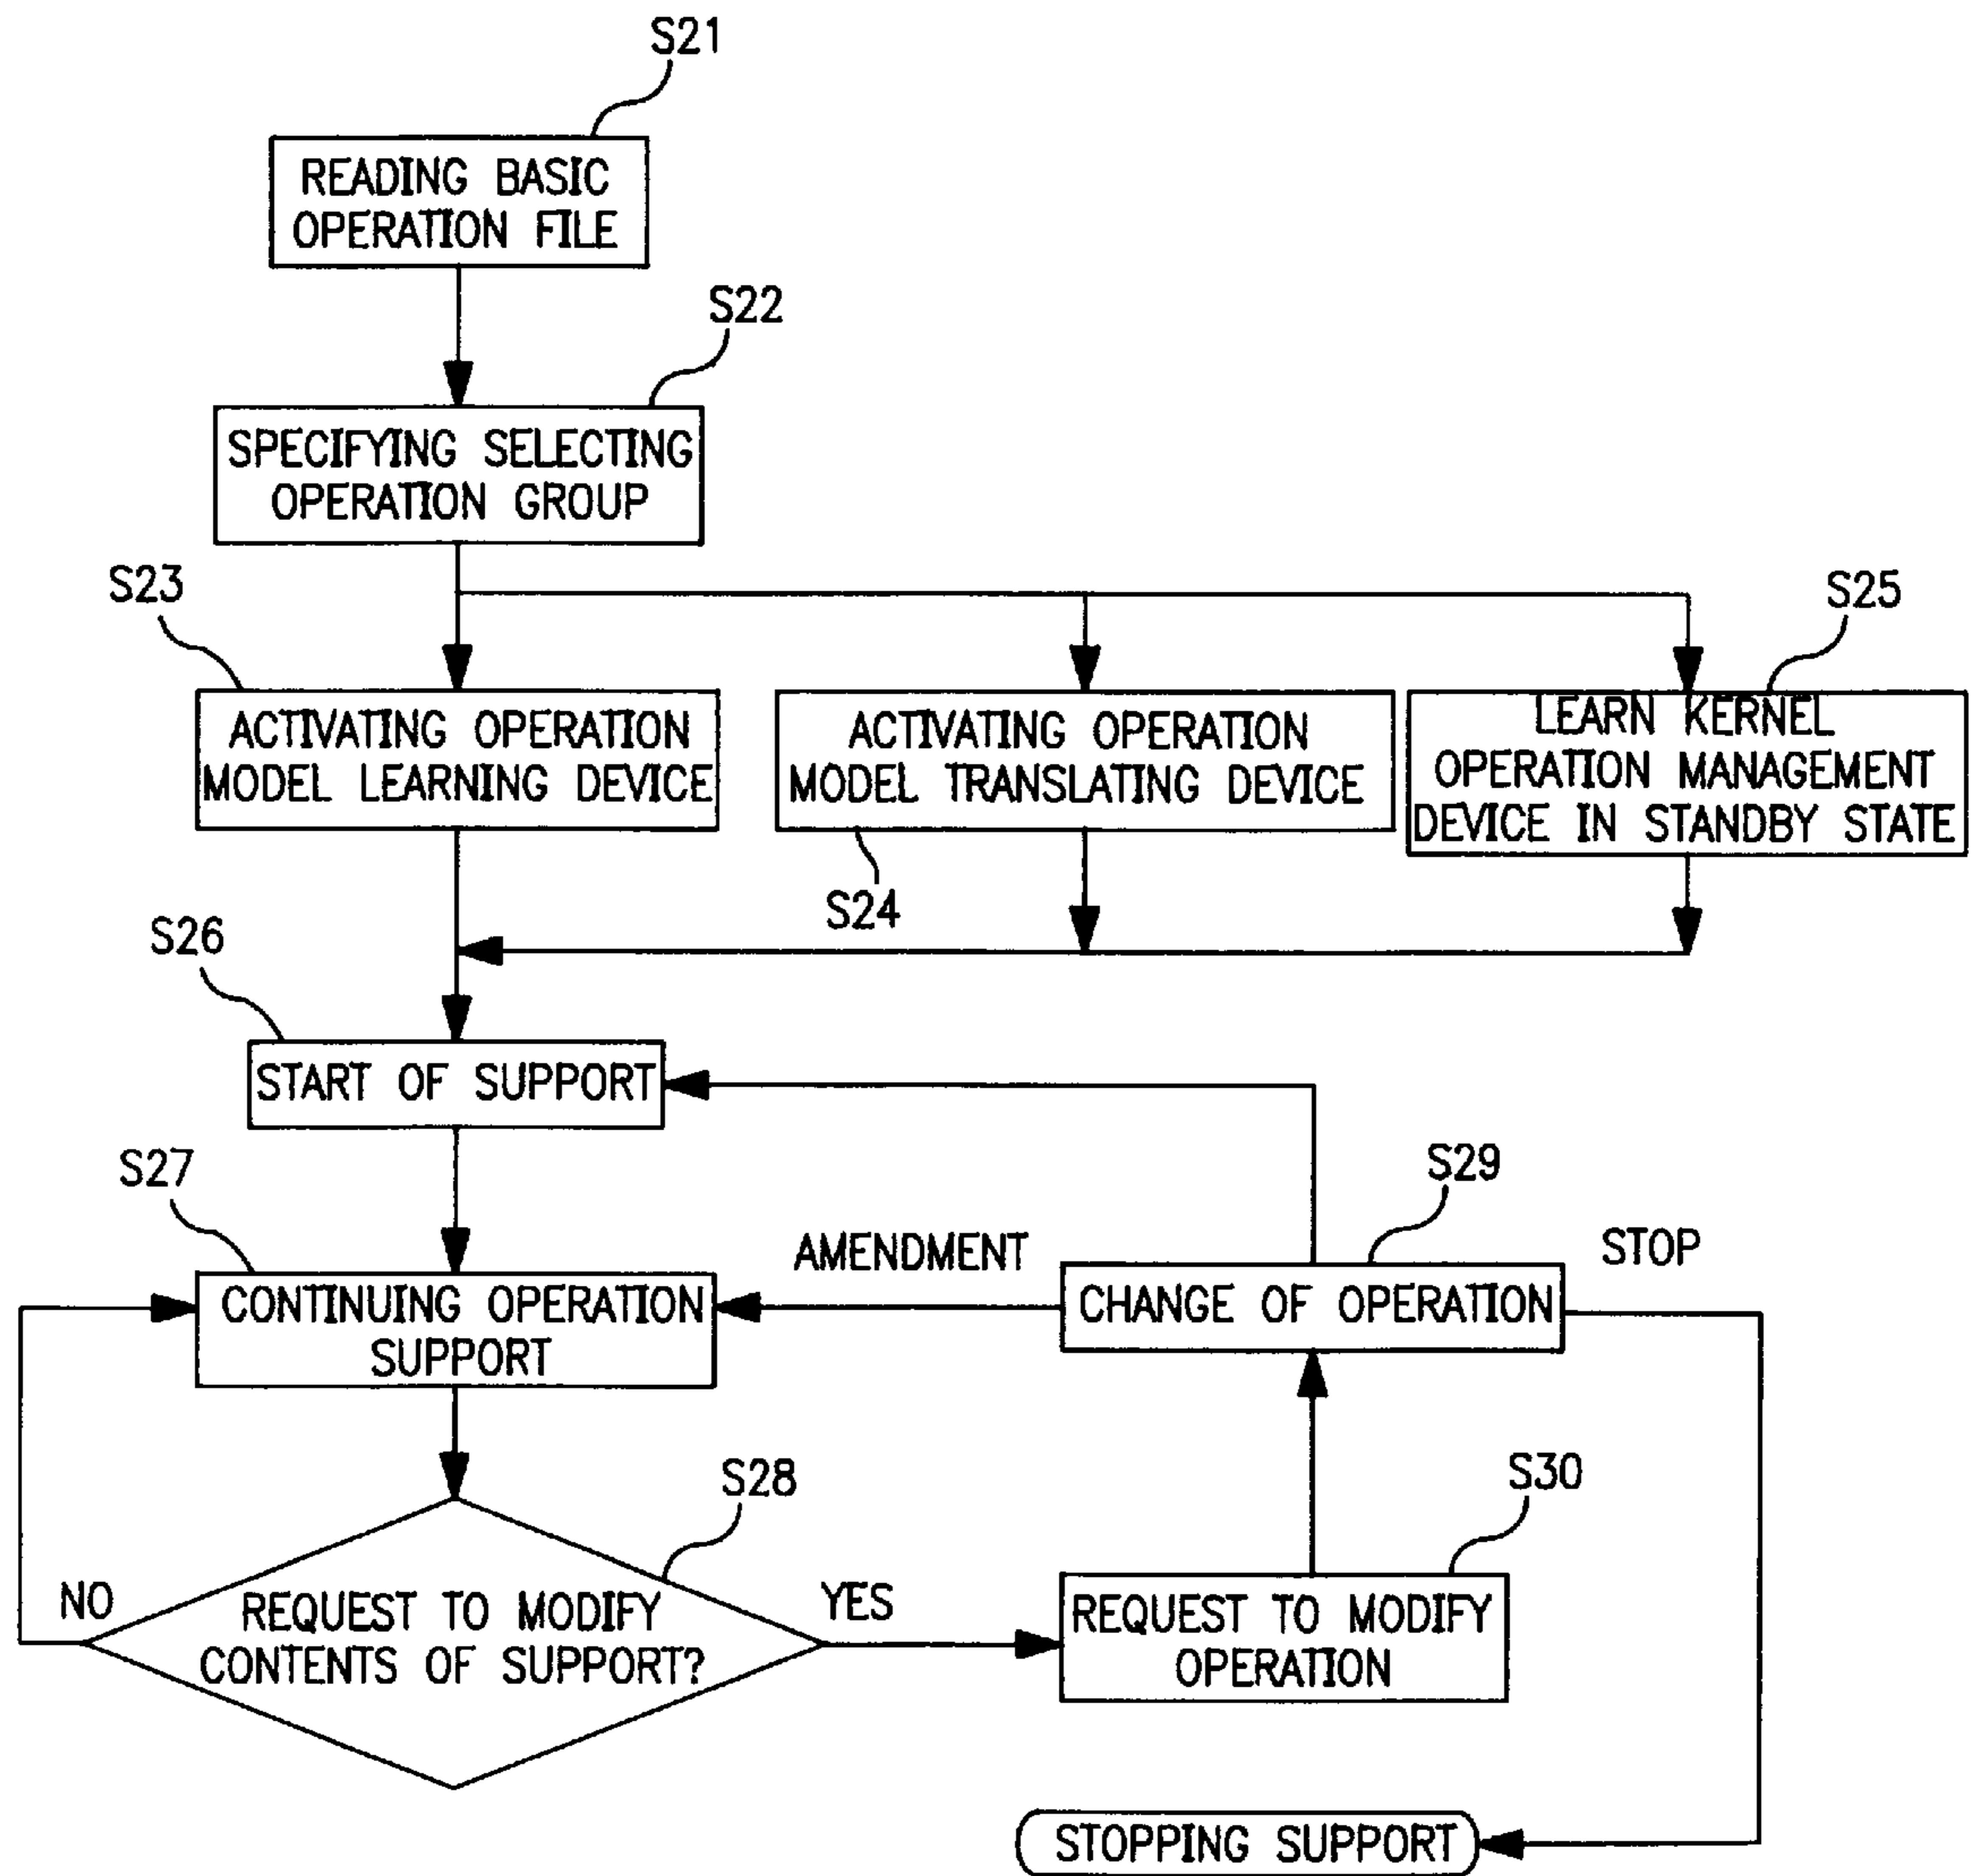 S21
READING BASIC
OPERATION FILE
S22
SPECIFYING SELECTING
OPERATION GROUP
S23
S25
ACTIVATING OPERATION
MODEL LEARNING DEVICE
ACTIVATING OPERATION
MODEL TRANSLATING DEVICE
LEARN KERNEL
OPERATION MANAGEMENT
DEVICE IN STANDBY STATE
S24
S26
START OF SUPPORT
S27
S29
AMENDMENT
STOP
CONTINUING OPERATION
SUPPORT
CHANGE OF OPERATION
S28
S30
NO
REQUEST TO MODIFY
CONTENTS OF SUPPORT?
YES
REQUEST TO MODIFY
OPERATION
STOPPING SUPPORT